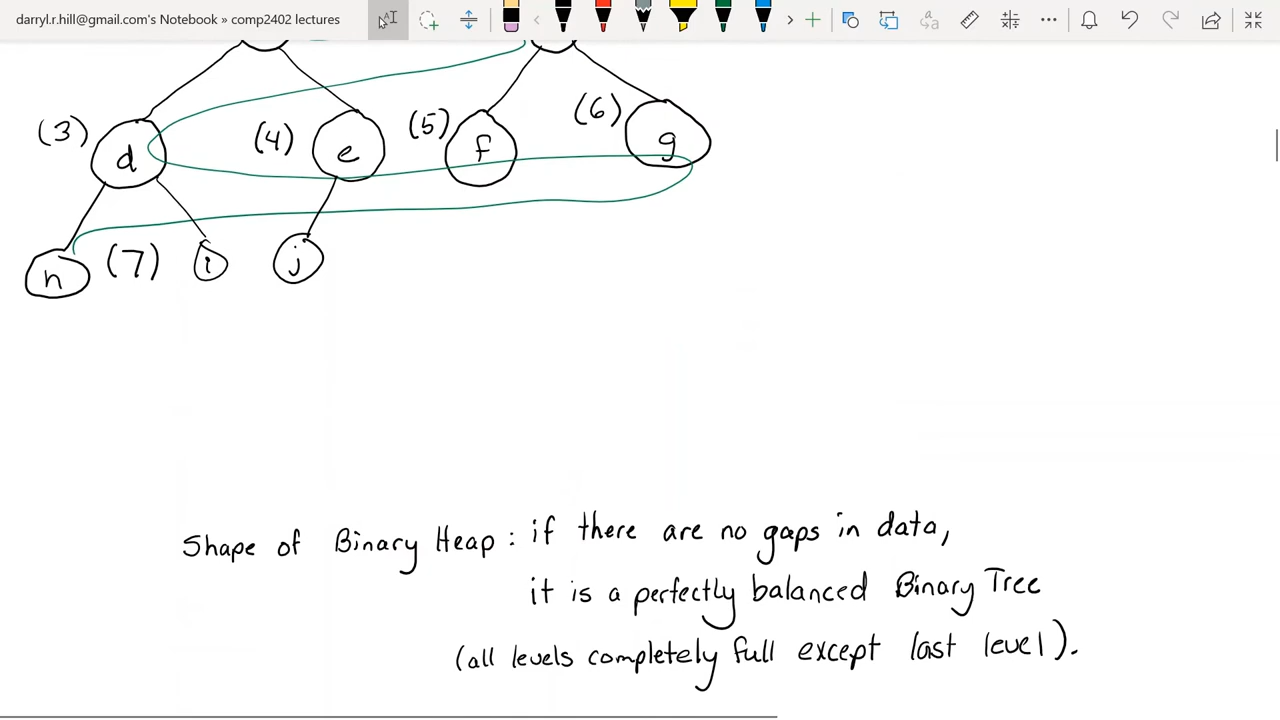 darryl.r.hill@gmail.com's Notebook » comp2402 lectures
(3) d (4) e (5) f (6) g
h (7) i j
Shape of Binary Heap : if there are no gaps in data,
it is a perfectly balanced Binary Tree
(all levels completely full except last level).